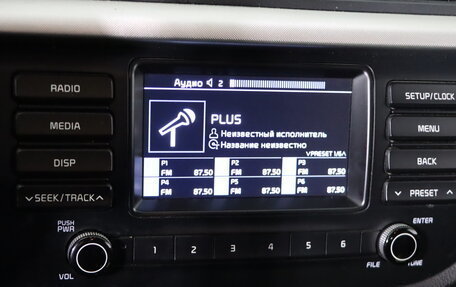 Аудио 2
RADIO
SETUP/CLOCK
PLUS
MEDIA
MENU
Неизвестный исполнитель
Название неизвестно
PRESET 1/6
DISP
BACK
P1 P2 P3
FM 87.50 FM 87.50 FM 87.50
P4 P5 P6
FM 87.50 FM 87.50 FM 87.50
SEEK/TRACK
PRESET
PUSH
PWR
ENTER
1 2 3 4 5 6
VOL
FILE TUNE